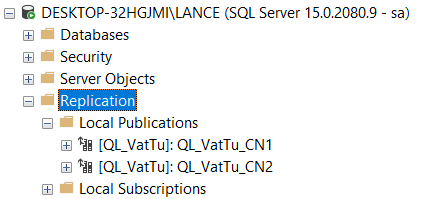 DESKTOP-32HGJMI\LANCE (SQL Server 15.0.2080.9 - sa)
Databases
Security
Server Objects
Replication
Local Publications
[QL_VatTu]: QL_VatTu_CN1
[QL_VatTu]: QL_VatTu_CN2
Local Subscriptions